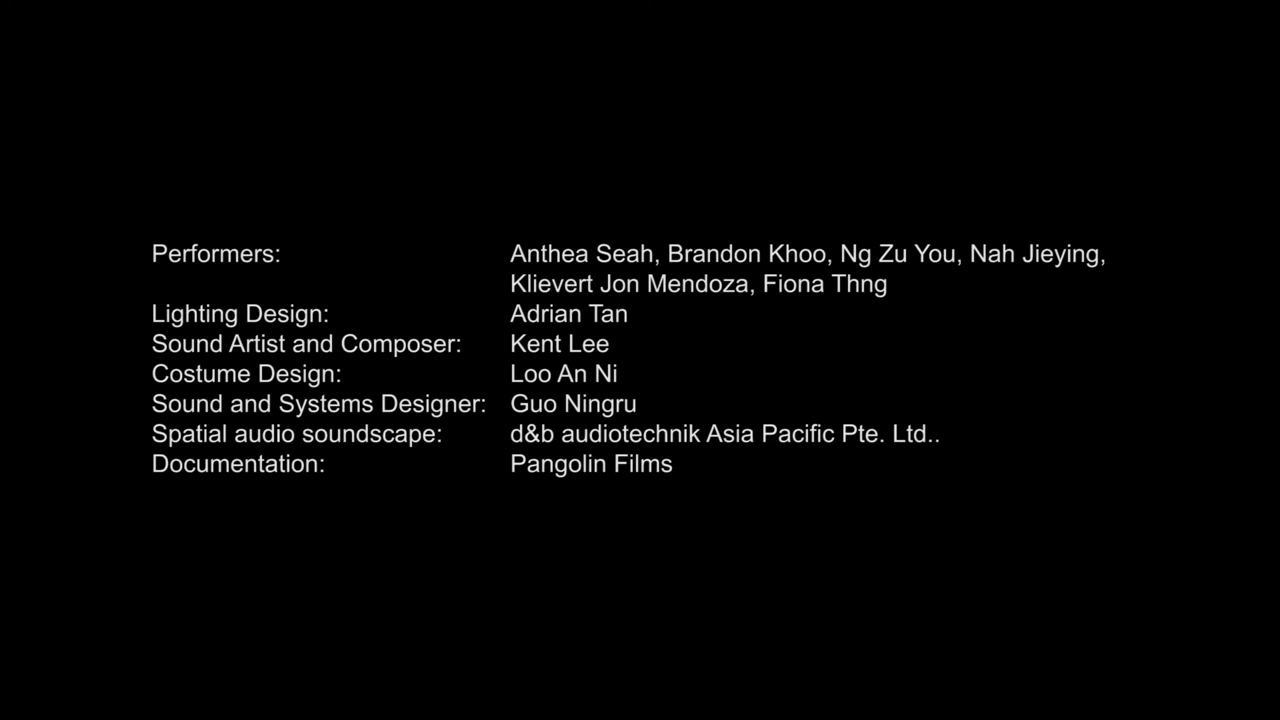 Performers: Anthea Seah, Brandon Khoo, Ng Zu You, Nah Jieying,
Klievert Jon Mendoza, Fiona Thng
Lighting Design: Adrian Tan
Sound Artist and Composer: Kent Lee
Costume Design: Loo An Ni
Sound and Systems Designer: Guo Ningru
Spatial audio soundscape: d&b audiotechnik Asia Pacific Pte. Ltd..
Documentation: Pangolin Films